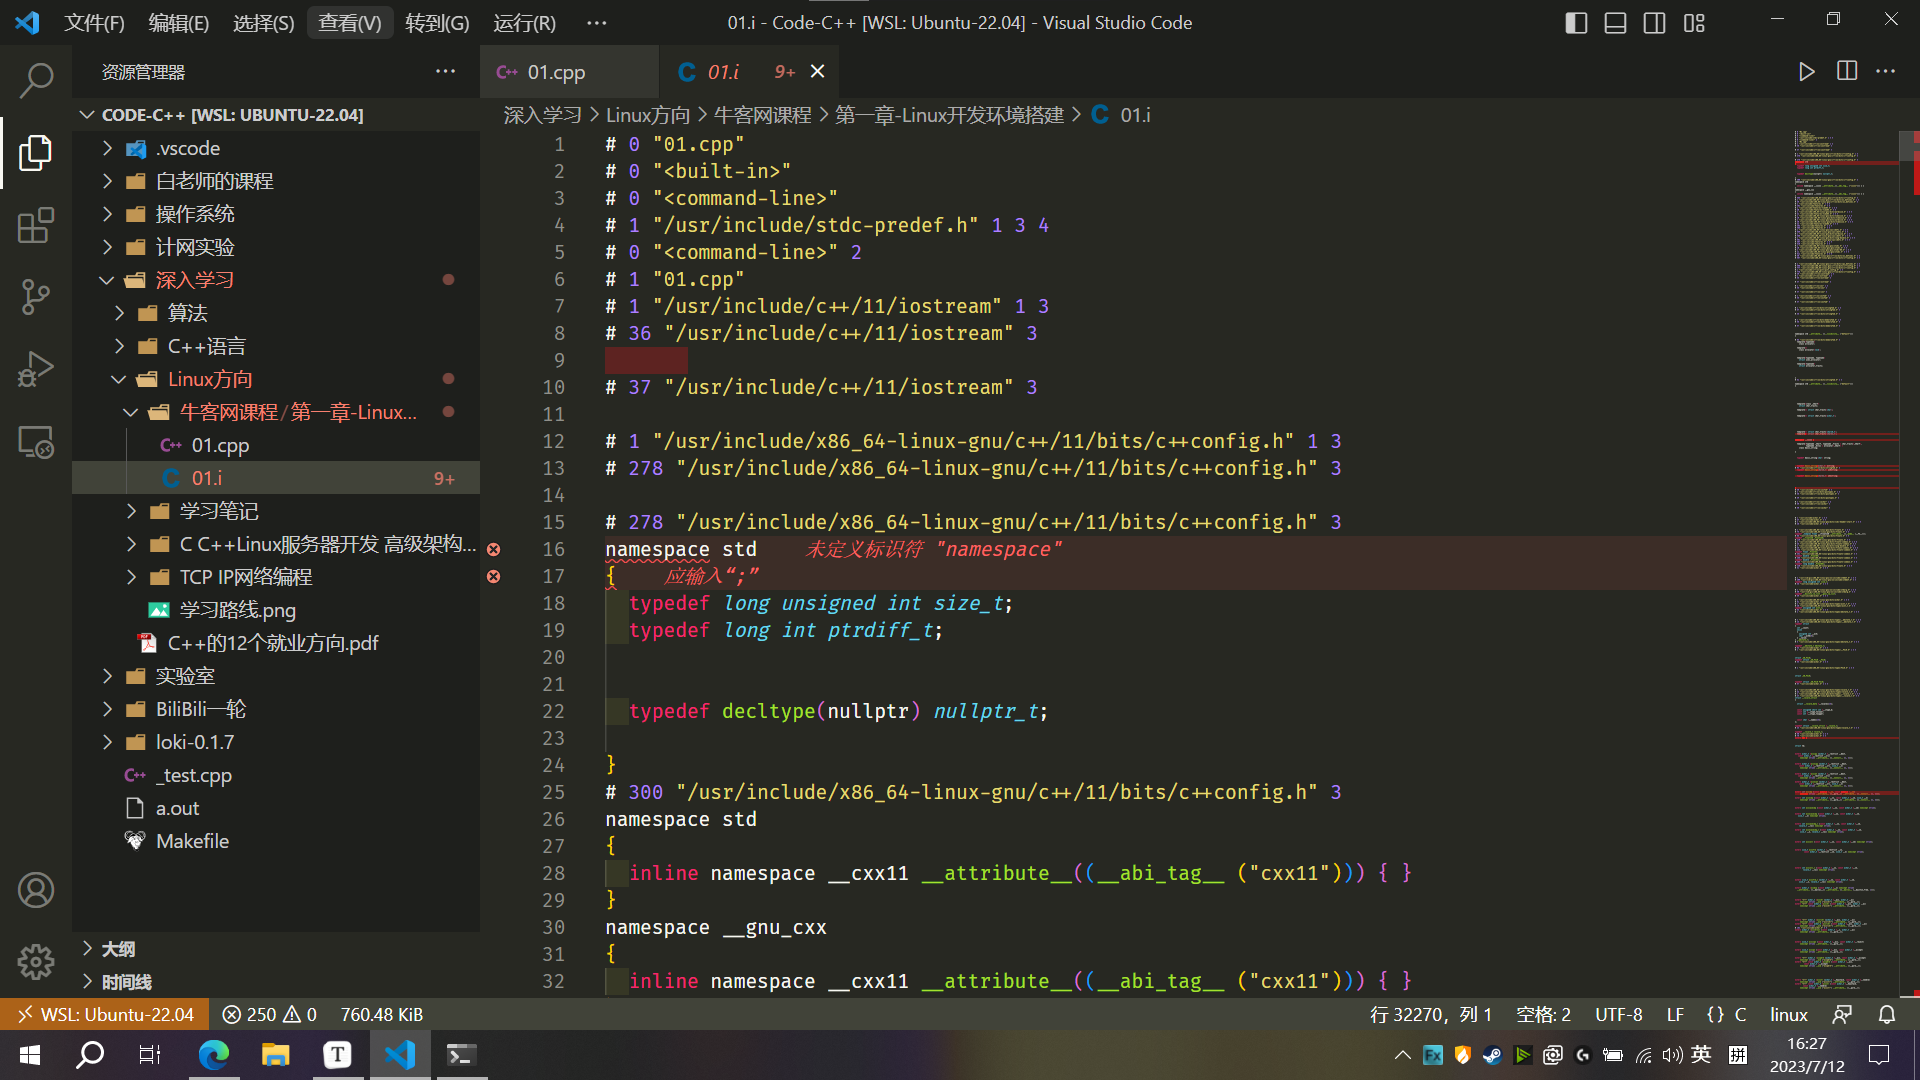 文件(F) 编辑(E) 选择(S) 查看(V) 转到(G) 运行(R) ···
01.i - Code-C++ [WSL: Ubuntu-22.04] - Visual Studio Code
资源管理器
CODE-C++ [WSL: UBUNTU-22.04]
.vscode
白老师的课程
操作系统
计网实验
深入学习
算法
C++语言
Linux方向
牛客网课程/第一章-Linux...
01.cpp
01.i 9+
学习笔记
C C++Linux服务器开发 高级架构...
TCP IP网络编程
学习路线.png
C++的12个就业方向.pdf
实验室
BiliBili一轮
loki-0.1.7
_test.cpp
a.out
Makefile
大纲
时间线
01.cpp
01.i 9+
深入学习 > Linux方向 > 牛客网课程 > 第一章-Linux开发环境搭建 > C 01.i
1 # 0 "01.cpp"
2 # 0 "<built-in>"
3 # 0 "<command-line>"
4 # 1 "/usr/include/stdc-predef.h" 1 3 4
5 # 0 "<command-line>" 2
6 # 1 "01.cpp"
7 # 1 "/usr/include/c++/11/iostream" 1 3
8 # 36 "/usr/include/c++/11/iostream" 3
9
10 # 37 "/usr/include/c++/11/iostream" 3
11
12 # 1 "/usr/include/x86_64-linux-gnu/c++/11/bits/c++config.h" 1 3
13 # 278 "/usr/include/x86_64-linux-gnu/c++/11/bits/c++config.h" 3
14
15 # 278 "/usr/include/x86_64-linux-gnu/c++/11/bits/c++config.h" 3
16 namespace std 未定义标识符 "namespace"
17 { 应输入“;”
18 typedef long unsigned int size_t;
19 typedef long int ptrdiff_t;
20
21
22 typedef decltype(nullptr) nullptr_t;
23
24 }
25 # 300 "/usr/include/x86_64-linux-gnu/c++/11/bits/c++config.h" 3
26 namespace std
27 {
28 inline namespace __cxx11 __attribute__((__abi_tag__ ("cxx11"))) { }
29 }
30 namespace __gnu_cxx
31 {
32 inline namespace __cxx11 __attribute__((__abi_tag__ ("cxx11"))) { }
WSL: Ubuntu-22.04 250 0 760.48 KiB
行 32270，列 1 空格: 2 UTF-8 LF {} C linux
英 拼
16:27
2023/7/12